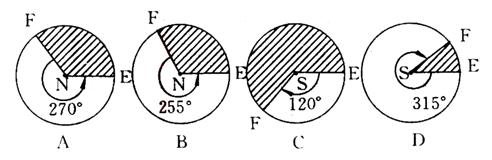 F N E 270° A
F N E 255° B
E S F 120° C
F S E 315° D